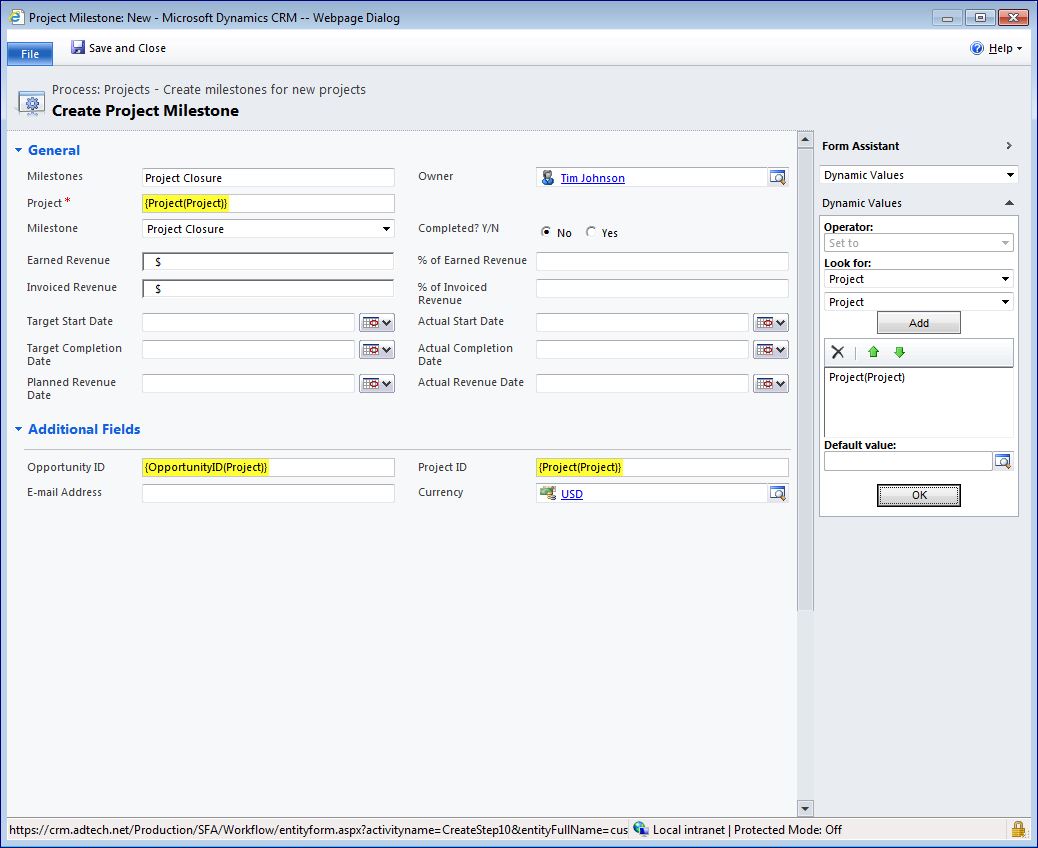 Project Milestone: New - Microsoft Dynamics CRM -- Webpage Dialog
File
Save and Close
Help
Process: Projects - Create milestones for new projects
Create Project Milestone
General
Milestones
Project Closure
Owner
Tim Johnson
Project *
{Project(Project)}
Milestone
Project Closure
Completed? Y/N
No
Yes
Earned Revenue
$
% of Earned Revenue
Invoiced Revenue
$
% of Invoiced
Revenue
Target Start Date
Actual Start Date
Target Completion
Date
Actual Completion
Date
Planned Revenue
Date
Actual Revenue Date
Additional Fields
Opportunity ID
{OpportunityID(Project)}
Project ID
{Project(Project)}
E-mail Address
Currency
USD
Form Assistant
Dynamic Values
Dynamic Values
Operator:
Set to
Look for:
Project
Project
Add
Project(Project)
Default value:
OK
https://crm.adtech.net/Production/SFA/Workflow/entityform.aspx?activityname=CreateStep10&entityFullName=cus
Local intranet | Protected Mode: Off